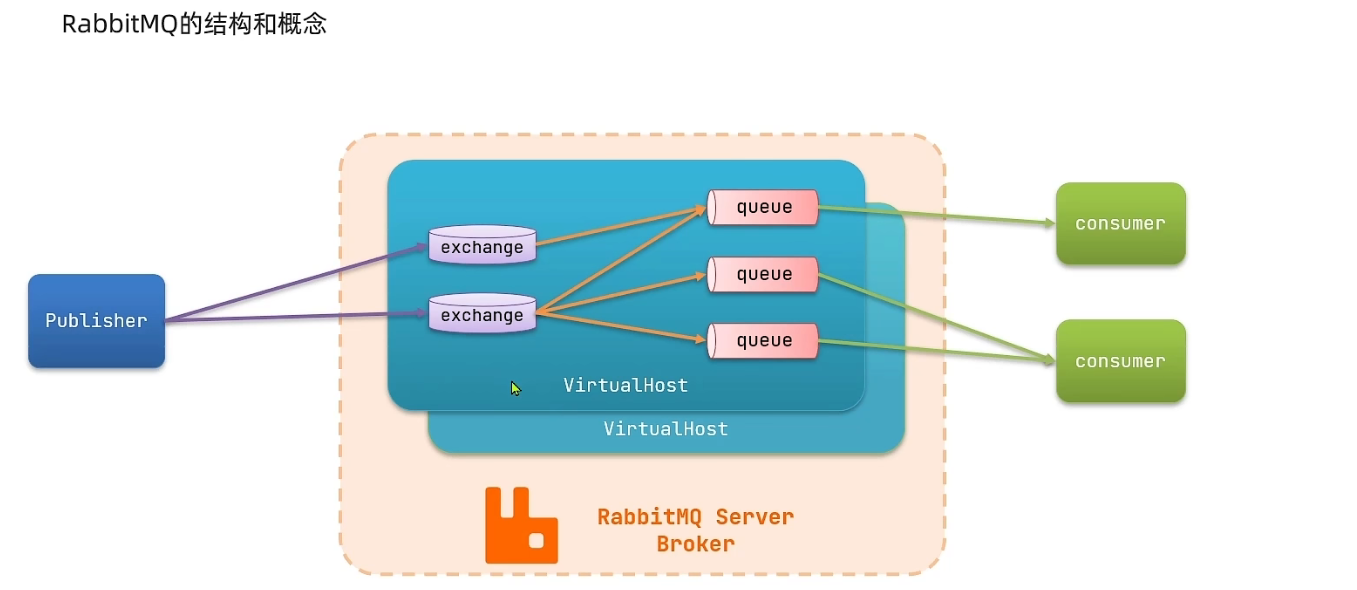 RabbitMQ的结构和概念
Publisher
exchange
exchange
queue
queue
queue
VirtualHost
VirtualHost
RabbitMQ Server
Broker
consumer
consumer